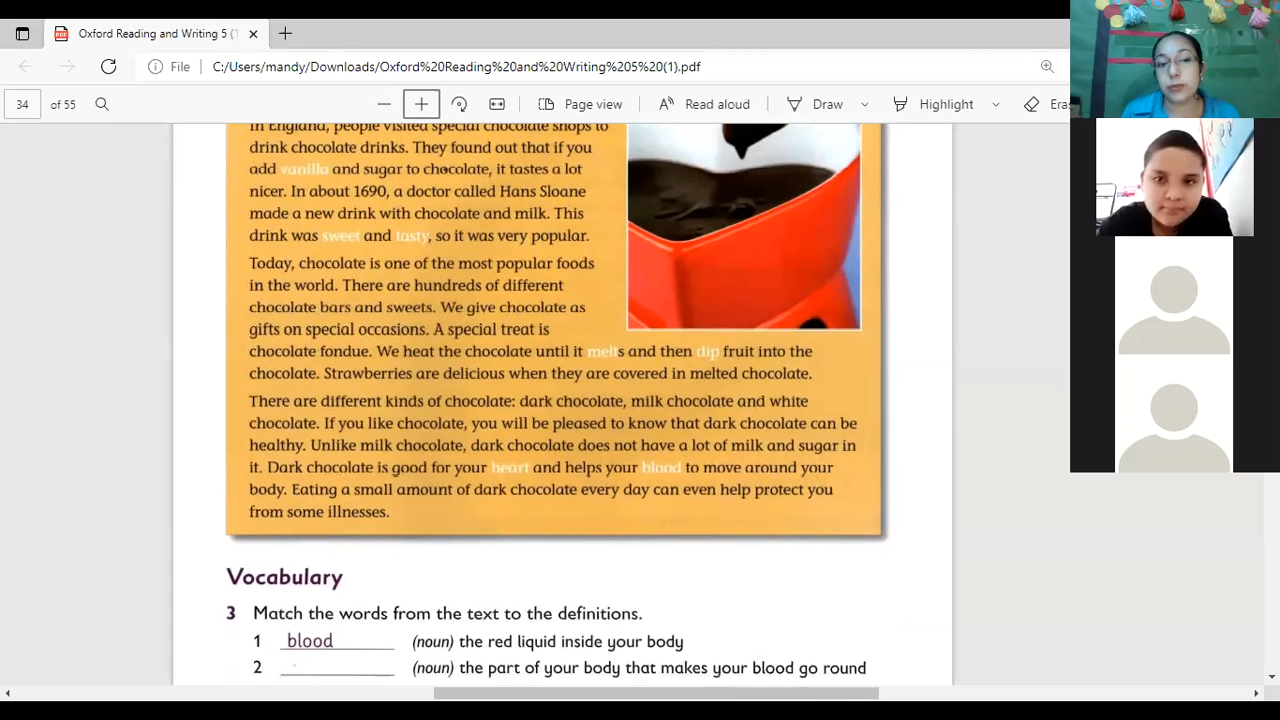 Oxford Reading and Writing 5 (
File C:/Users/mandy/Downloads/Oxford%20Reading%20and%20Writing%205%20(1).pdf
34 of 55 Page view Read aloud Draw Highlight Eras
In England, people visited special chocolate shops to
drink chocolate drinks. They found out that if you
add vanilla and sugar to chocolate, it tastes a lot
nicer. In about 1690, a doctor called Hans Sloane
made a new drink with chocolate and milk. This
drink was sweet and tasty, so it was very popular.
Today, chocolate is one of the most popular foods
in the world. There are hundreds of different
chocolate bars and sweets. We give chocolate as
gifts on special occasions. A special treat is
chocolate fondue. We heat the chocolate until it melts and then dip fruit into the
chocolate. Strawberries are delicious when they are covered in melted chocolate.
There are different kinds of chocolate: dark chocolate, milk chocolate and white
chocolate. If you like chocolate, you will be pleased to know that dark chocolate can be
healthy. Unlike milk chocolate, dark chocolate does not have a lot of milk and sugar in
it. Dark chocolate is good for your heart and helps your blood to move around your
body. Eating a small amount of dark chocolate every day can even help protect you
from some illnesses.
Vocabulary
3 Match the words from the text to the definitions.
1 blood (noun) the red liquid inside your body
2 (noun) the part of your body that makes your blood go round